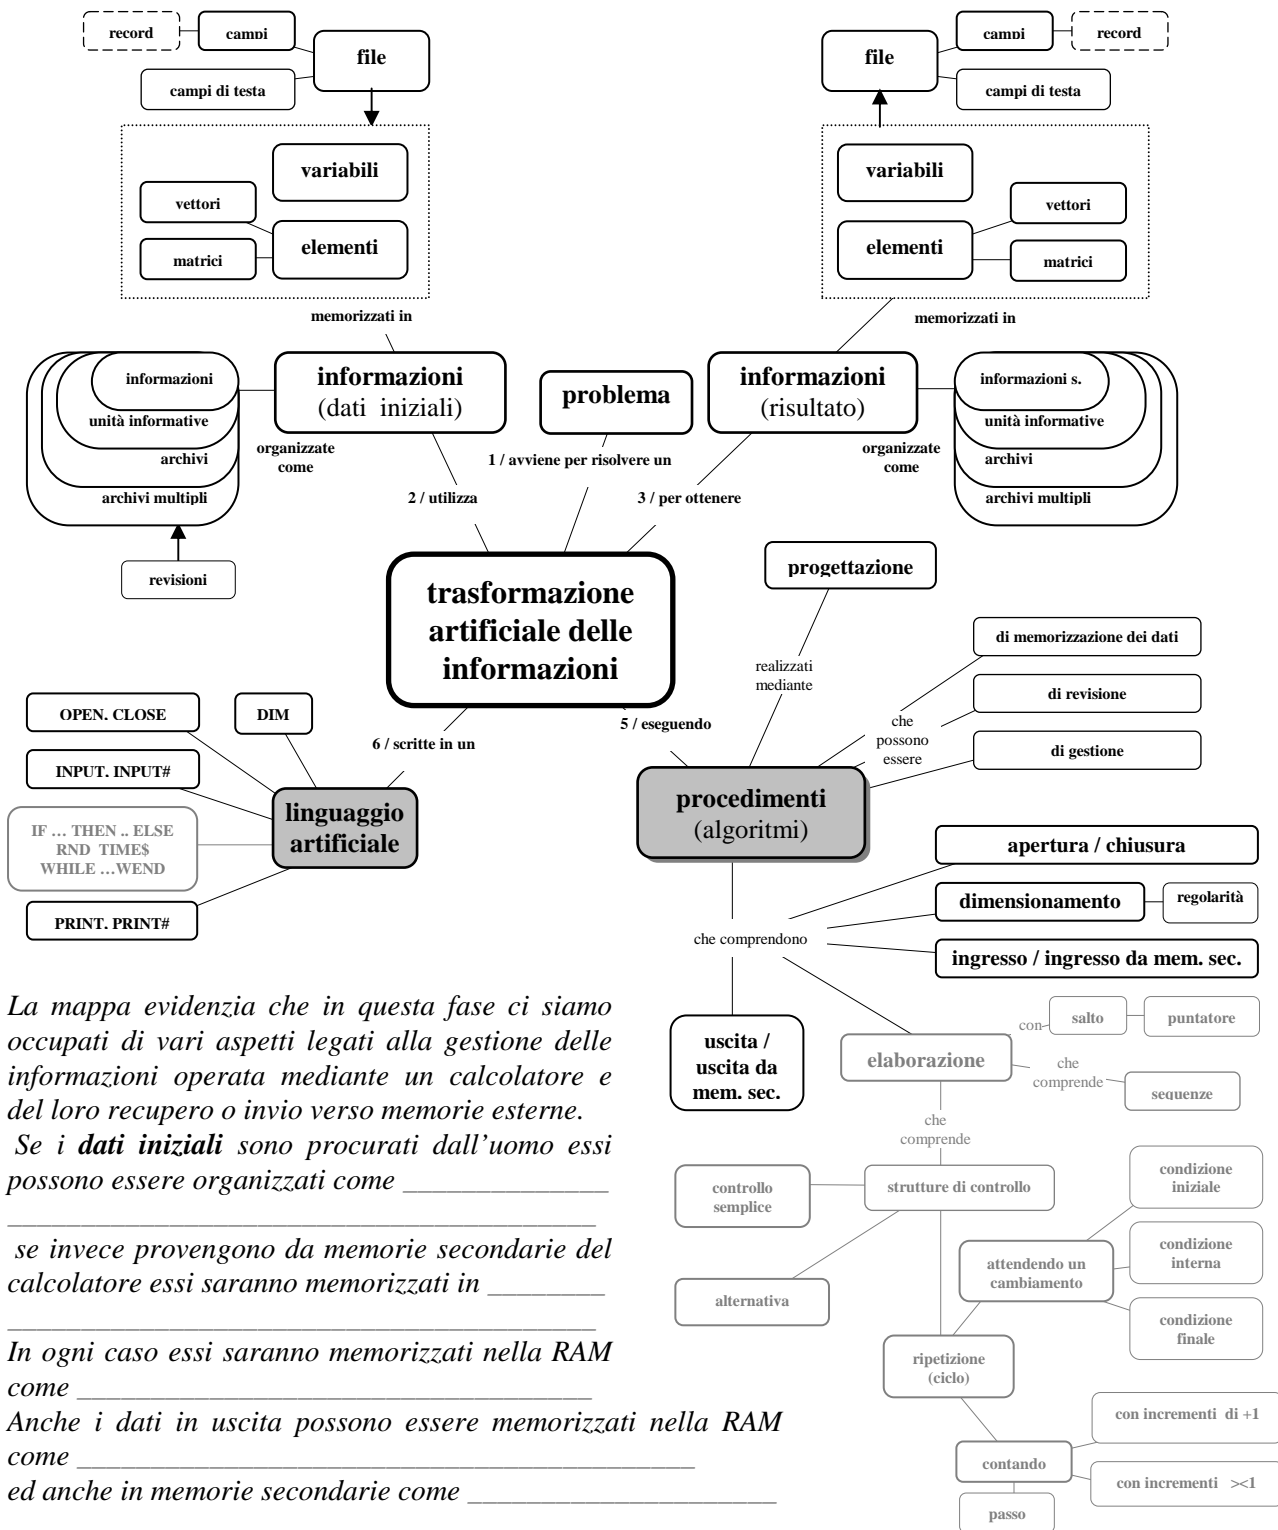 record
campi
file
campi di testa
variabili
vettori
elementi
matrici
memorizzati in
file
campi
record
campi di testa
variabili
vettori
elementi
matrici
memorizzati in
informazioni
unità informative
archivi
archivi multipli
revisioni
organizzate
come
informazioni
(dati iniziali)
problema
informazioni
(risultato)
organizzate
come
informazioni s.
unità informative
archivi
archivi multipli
1 / avviene per risolvere un
2 / utilizza
3 / per ottenere
trasformazione
artificiale delle
informazioni
progettazione
realizzati
mediante
di memorizzazione dei dati
di revisione
di gestione
che
possono
essere
5 / eseguendo
6 / scritte in un
OPEN. CLOSE
DIM
INPUT. INPUT#
IF … THEN .. ELSE
RND TIME$
WHILE …WEND
PRINT. PRINT#
linguaggio
artificiale
procedimenti
(algoritmi)
apertura / chiusura
dimensionamento
regolarità
ingresso / ingresso da mem. sec.
che comprendono
uscita /
uscita da
mem. sec.
elaborazione
con
salto
puntatore
che
comprende
sequenze
che
comprende
strutture di controllo
controllo
semplice
alternativa
attendendo un
cambiamento
condizione
iniziale
condizione
interna
condizione
finale
ripetizione
(ciclo)
contando
con incrementi di +1
con incrementi ><1
passo
La mappa evidenzia che in questa fase ci siamo
occupati di vari aspetti legati alla gestione delle
informazioni operata mediante un calcolatore e
del loro recupero o invio verso memorie esterne.
Se i dati iniziali sono procurati dall'uomo essi
possono essere organizzati come ______________
________________________________________
se invece provengono da memorie secondarie del
calcolatore essi saranno memorizzati in ________
________________________________________
In ogni caso essi saranno memorizzati nella RAM
come ___________________________________
Anche i dati in uscita possono essere memorizzati nella RAM
come __________________________________________
ed anche in memorie secondarie come _____________________